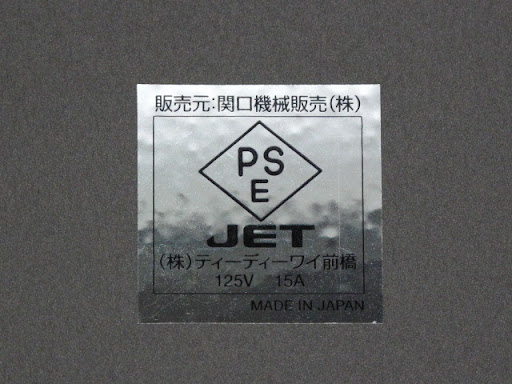 販売元:関口機械販売(株)
PS
E
JET
(株)ティーディーワイ前橋
125V 15A
MADE IN JAPAN